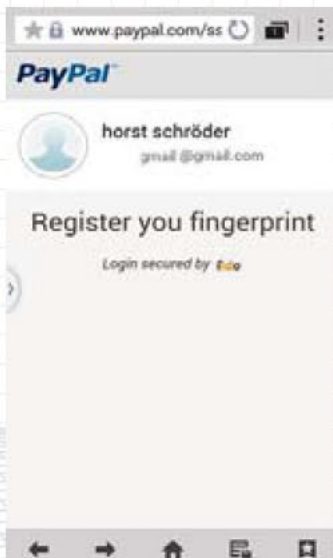 www.paypal.com/ss
PayPal
horst schröder
gmail @gmail.com
Register you fingerprint
Login secured by